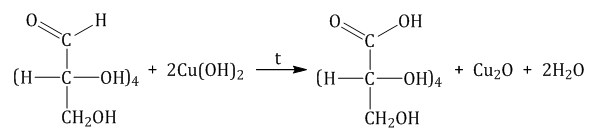 O H O OH
C C
(H C OH)4 + 2Cu(OH)2 t (H C OH)4 + Cu2O + 2H2O
CH2OH CH2OH